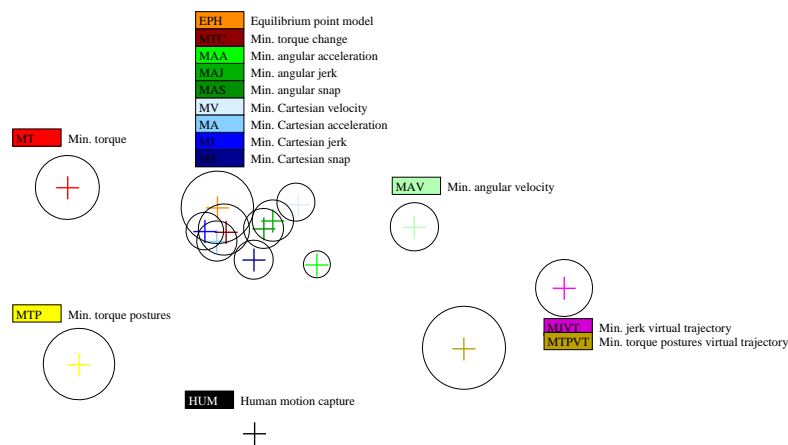 EPH Equilibrium point model
MTC Min. torque change
MAA Min. angular acceleration
MAJ Min. angular jerk
MAS Min. angular snap
MV Min. Cartesian velocity
MA Min. Cartesian acceleration
MJ Min. Cartesian jerk
MS Min. Cartesian snap
MT Min. torque
MAV Min. angular velocity
MTP Min. torque postures
MJVT Min. jerk virtual trajectory
MTPVT Min. torque postures virtual trajectory
HUM Human motion capture